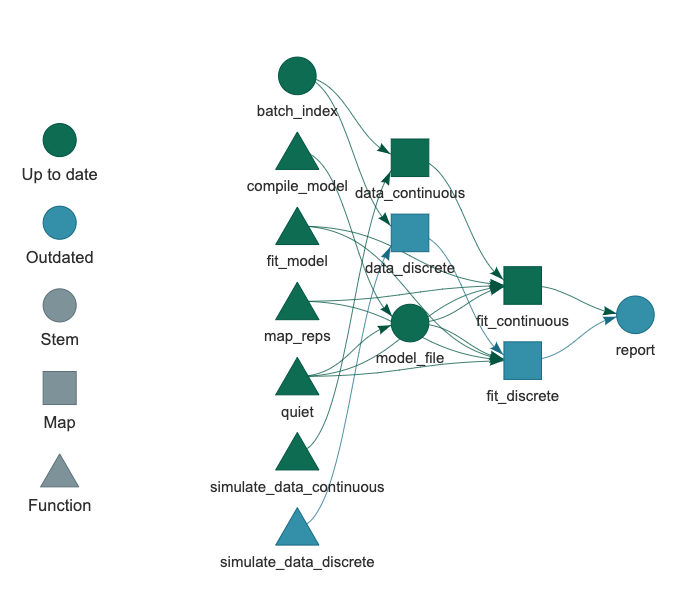 Up to date
Outdated
Stem
Map
Function
batch_index
compile_model
fit_model
map_reps
quiet
simulate_data_continuous
simulate_data_discrete
data_continuous
data_discrete
model_file
fit_continuous
fit_discrete
report